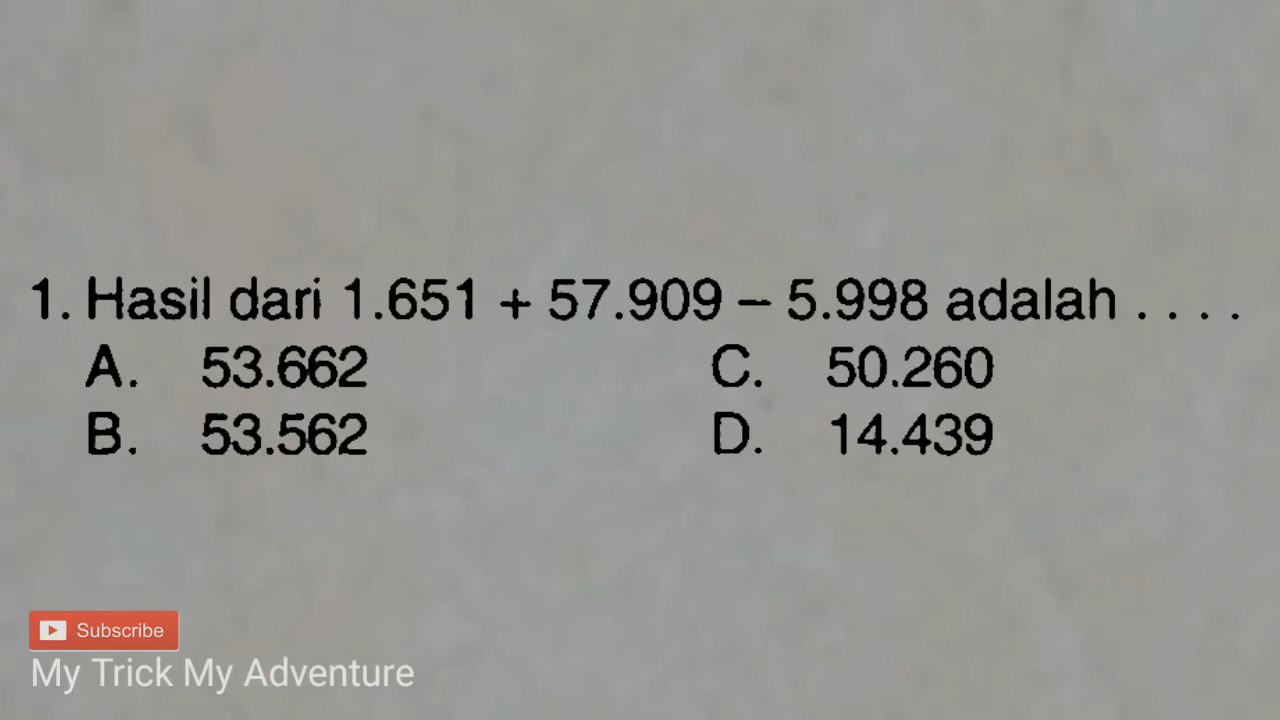 1. Hasil dari 1.651 + 57.909 – 5.998 adalah . . . .
A. 53.662 C. 50.260
B. 53.562 D. 14.439
Subscribe
My Trick My Adventure